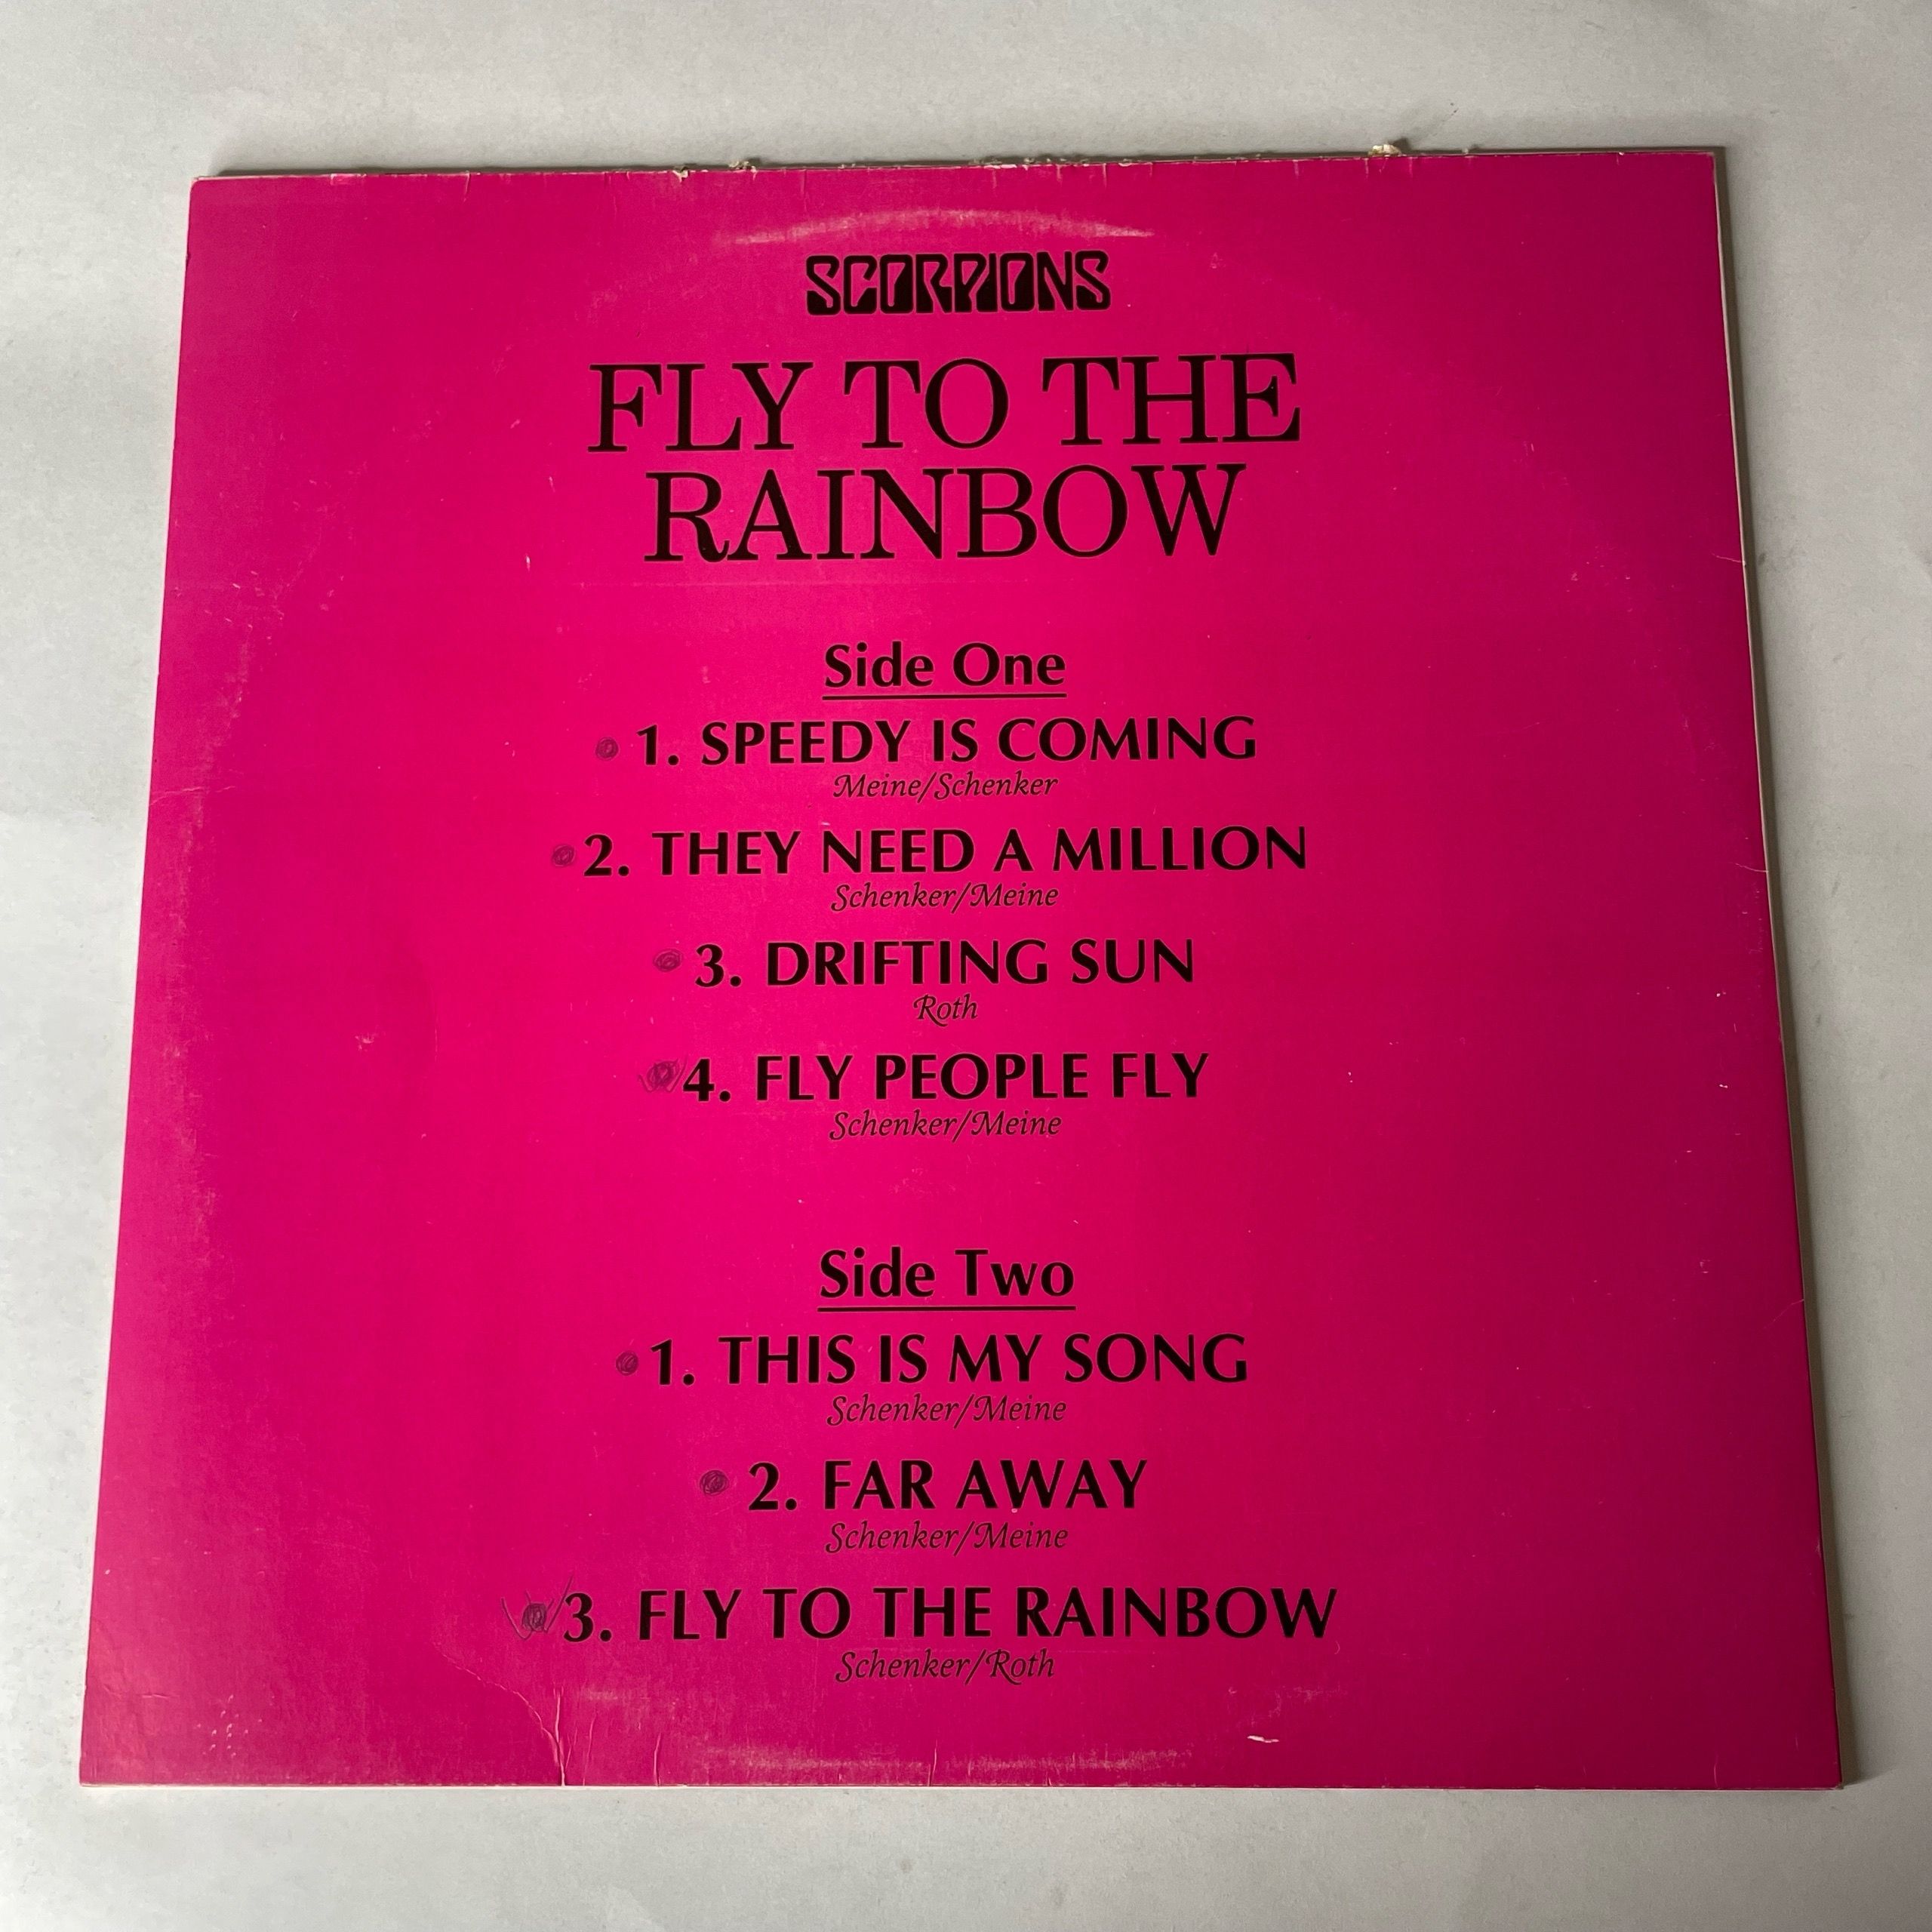 SCORPIONS
FLY TO THE
RAINBOW
Side One
1. SPEEDY IS COMING
Meine/Schenker
2. THEY NEED A MILLION
Schenker/Meine
3. DRIFTING SUN
Roth
4. FLY PEOPLE FLY
Schenker/Meine
Side Two
1. THIS IS MY SONG
Schenker/Meine
2. FAR AWAY
Schenker/Meine
3. FLY TO THE RAINBOW
Schenker/Roth